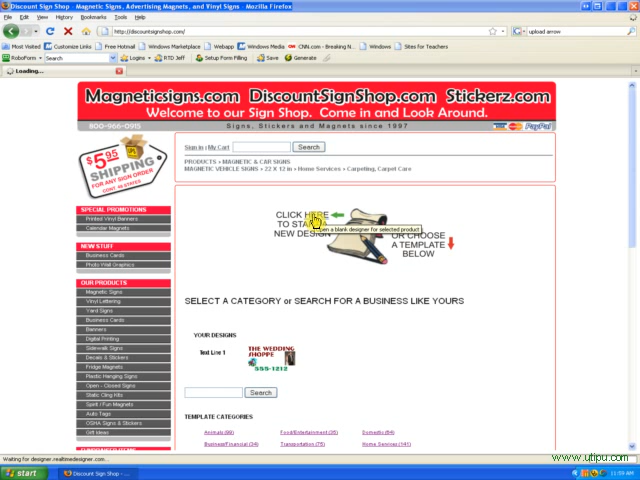 Discount Sign Shop - Magnetic Signs, Advertising Magnets, and Vinyl Signs - Mozilla Firefox
File Edit View History Bookmarks Tools Help
http://discountsignshop.com/
upload arrow
Most Visited Customize Links Free Hotmail Windows Marketplace Webapp Windows Media CNN.com - Breaking N... Windows Sites for Teachers
RoboForm Search Logins RTD Jeff Setup Form Filling Save Generate
Loading...
Magneticsigns.com DiscountSignShop.com Stickerz.com
Welcome to our Sign Shop. Come in and Look Around.
800-966-0915 Signs, Stickers and Magnets since 1997 PayPal
$5.95
SHIPPING
FOR ANY SIGN ORDER
CONT. 48 STATES
Sign In | My Cart Search
PRODUCTS » MAGNETIC & CAR SIGNS
MAGNETIC VEHICLE SIGNS » 22 X 12 in » Home Services » Carpeting, Carpet Care
SPECIAL PROMOTIONS
Printed Vinyl Banners
Calendar Magnets
NEW STUFF
Business Cards
Photo Wall Graphics
OUR PRODUCTS
Magnetic Signs
Vinyl Lettering
Yard Signs
Business Cards
Banners
Digital Printing
Sidewalk Signs
Decals & Stickers
Fridge Magnets
Plastic Hanging Signs
Open - Closed Signs
Static Cling Kits
Spirit / Fun Magnets
Auto Tags
OSHA Signs & Stickers
Gift Ideas
CLICK HERE
TO START A
NEW DESIGN
open a blank designer for selected product
OR CHOOSE
A TEMPLATE
BELOW
SELECT A CATEGORY or SEARCH FOR A BUSINESS LIKE YOURS
YOUR DESIGNS
Text Line 1
THE WEDDING
SHOPPE
555-1212
Search
TEMPLATE CATEGORIES
Animals (99) Food/Entertainment (35) Domestic (94)
Business/Financial (34) Transportation (75) Home Services (141)
Waiting for designer.realtimedesigner.com...
www.utipu.com
start Discount Sign Shop - ... 11:59 AM